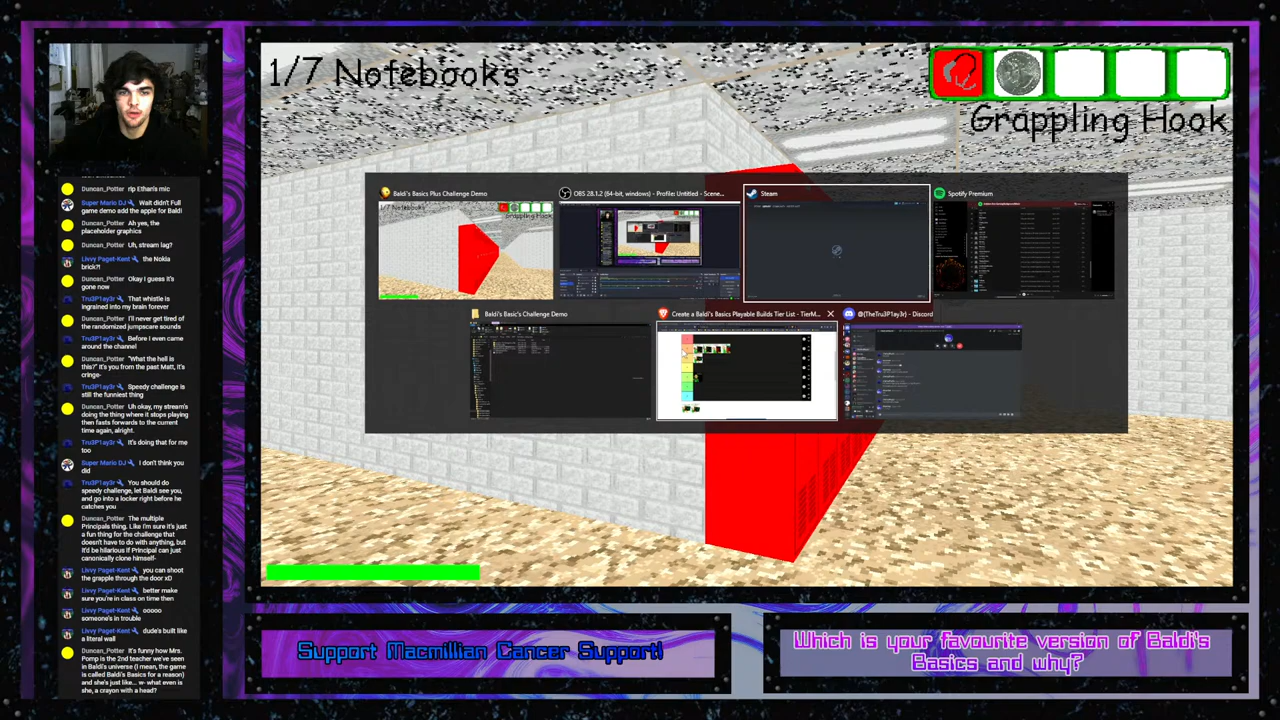 1/7 Notebooks
Grappling Hook
Baldi's Basics Plus Challenge Demo
OBS 28.1.2 (64-bit, windows) - Profile: Untitled - Scene...
Steam
Spotify Premium
Baldi's Basic's Challenge Demo
Create a Baldi's Basics Playable Builds Tier List - TierM...
@(TheTru3P1ay3r) - Discord
Duncan_Potter rip Ethan's mic
Super Mario DJ Wait didn't Full
game demo add the apple for Baldi
Duncan_Potter Ah yes, the
placeholder graphics
Duncan_Potter Uh, stream lag?
Livvy Paget-Kent the Nokia
brick?!
Duncan_Potter Okay I guess it's
gone now
Tru3P1ay3r That whistle is
ingrained into my brain forever
Duncan_Potter I'll never get tired of
the randomized jumpscare sounds
Tru3P1ay3r Before I even came
around the channel
Duncan_Potter "What the hell is
this?" It's you from the past Matt, it's
cringe-
Tru3P1ay3r Speedy challenge is
still the funniest thing
Duncan_Potter Uh okay, my stream's
doing the thing where it stops playing
then fast forwards to the current
time again, alright.
Tru3P1ay3r It's doing that for me
too
Super Mario DJ I don't think you
did
Tru3P1ay3r You should do
speedy challenge, let Baldi see you,
and go into a locker right before he
catches you
Duncan_Potter The multiple
Principals thing. Like I'm sure it's just
a fun thing for the challenge that
doesn't have to do with anything, but
it'd be hilarious if Principal can just
canonically clone himself-
Livvy Paget-Kent you can shoot
the grapple through the door xD
Livvy Paget-Kent better make
sure you're in class on time then
Livvy Paget-Kent ooooo
someone's in trouble
Livvy Paget-Kent dude's built like
a literal wall
Duncan_Potter It's funny how Mrs.
Pomp is the 2nd teacher we've seen
in Baldi's universe (I mean, the game
is called Baldi's Basics for a reason)
and she's just like... w- what even is
she, a crayon with a head?
Support Macmillian Cancer Support!
Which is your favourite version of Baldi's
Basics and why?